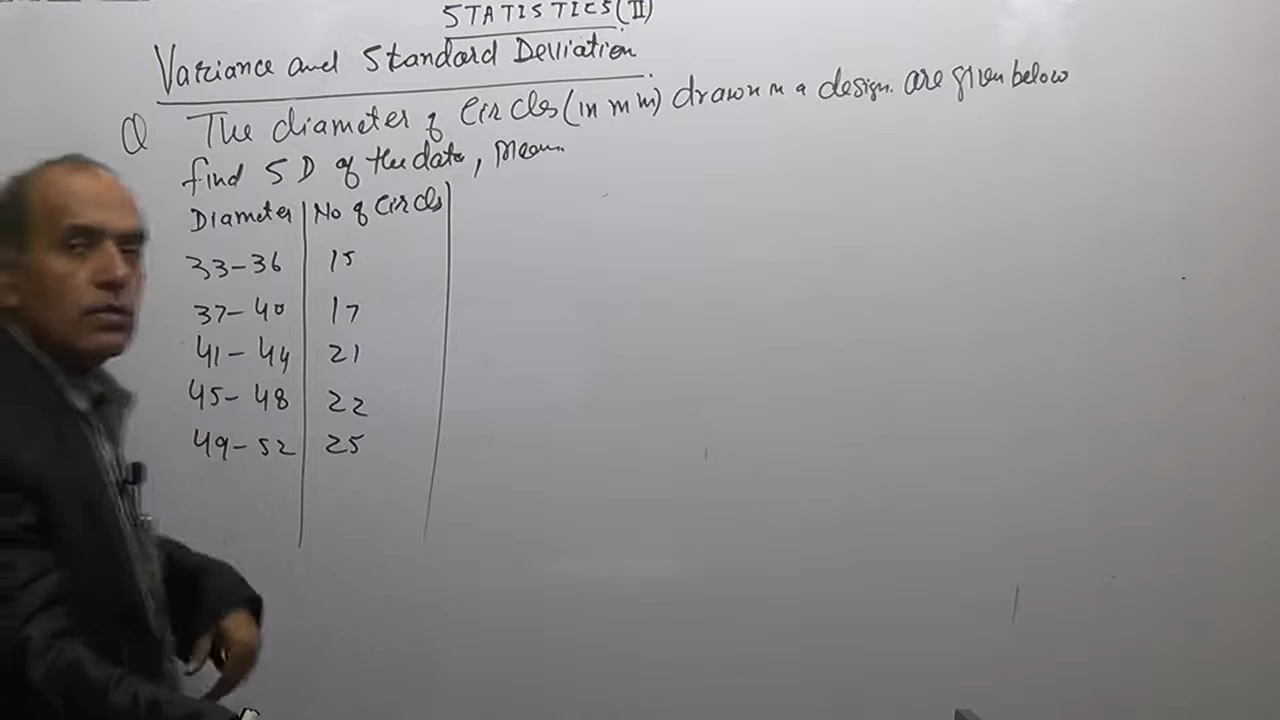 STATISTICS(II)
Variance and Standard Deviation
Q The diameter of circles (in mm) drawn in a design. are given below
find SD of the data, Mean.
Diameter No of Circls
33-36 15
37-40 17
41-44 21
45-48 22
49-52 25